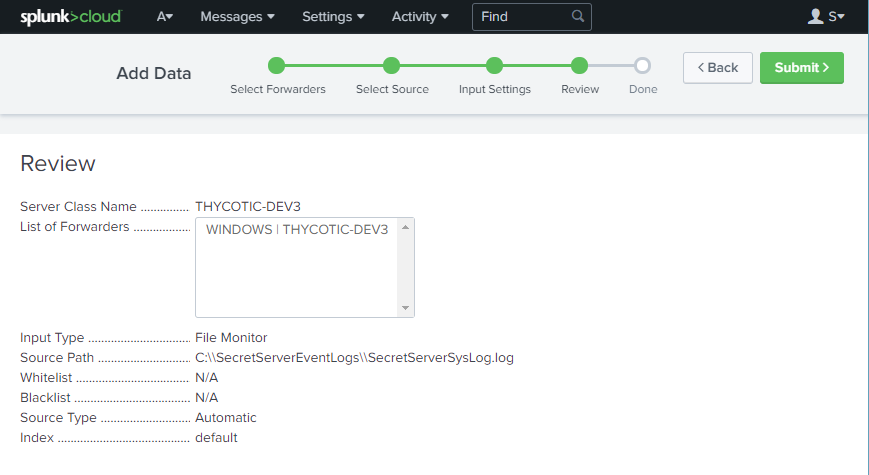 splunk>cloud A▾ Messages ▾ Settings ▾ Activity ▾ Find S▾
Add Data
Select Forwarders Select Source Input Settings Review Done
< Back Submit >
Review
Server Class Name ............... THYCOTIC-DEV3
List of Forwarders .................. WINDOWS | THYCOTIC-DEV3
Input Type ................................ File Monitor
Source Path ............................. C:\\SecretServerEventLogs\\SecretServerSysLog.log
Whitelist ................................... N/A
Blacklist ................................... N/A
Source Type ............................ Automatic
Index ........................................ default